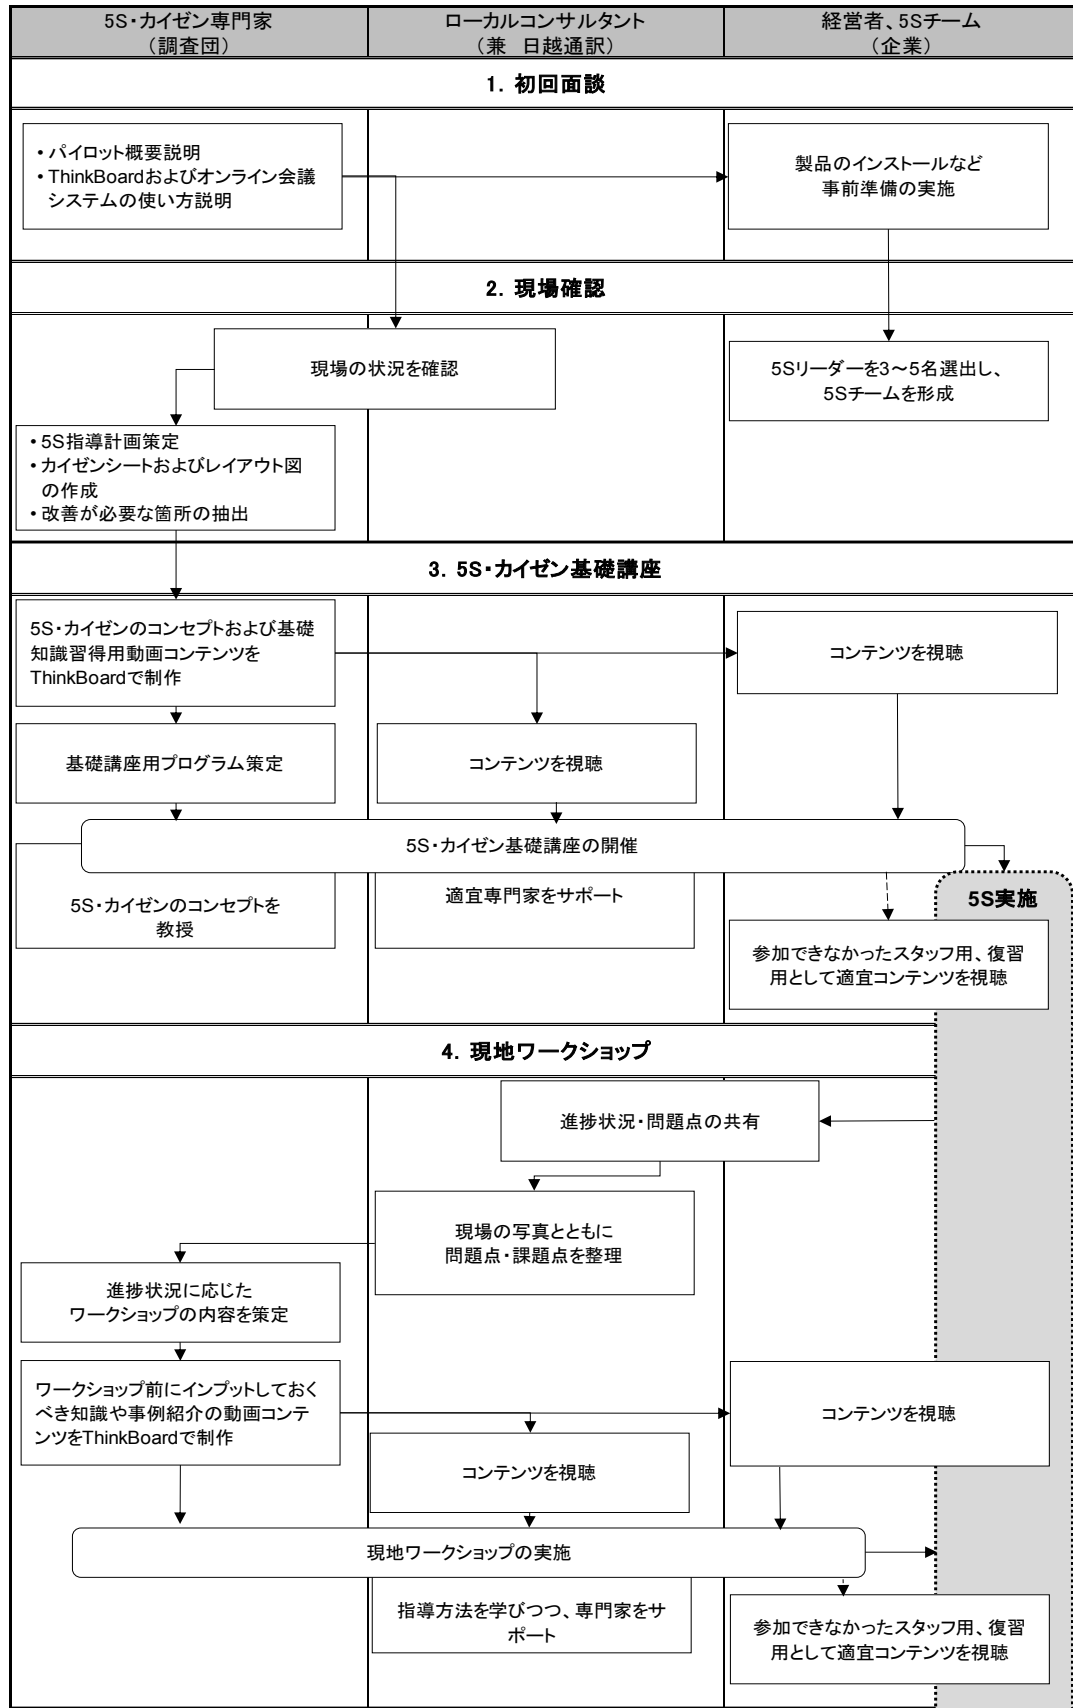 5S・カイゼン専門家
（調査団）
ローカルコンサルタント
（兼　日越通訳）
経営者、5Sチーム
（企業）
1．初回面談
・パイロット概要説明
・ThinkBoardおよびオンライン会議
システムの使い方説明
製品のインストールなど
事前準備の実施
2．現場確認
現場の状況を確認
5Sリーダーを3～5名選出し、
5Sチームを形成
・5S指導計画策定
・カイゼンシートおよびレイアウト図
の作成
・改善が必要な箇所の抽出
3．5S・カイゼン基礎講座
5S・カイゼンのコンセプトおよび基礎
知識習得用動画コンテンツを
ThinkBoardで制作
コンテンツを視聴
基礎講座用プログラム策定
コンテンツを視聴
5S・カイゼン基礎講座の開催
5S・カイゼンのコンセプトを
教授
適宜専門家をサポート
5S実施
参加できなかったスタッフ用、復習
用として適宜コンテンツを視聴
4．現地ワークショップ
進捗状況・問題点の共有
現場の写真とともに
問題点・課題点を整理
進捗状況に応じた
ワークショップの内容を策定
ワークショップ前にインプットしておく
べき知識や事例紹介の動画コンテ
ンツをThinkBoardで制作
コンテンツを視聴
コンテンツを視聴
現地ワークショップの実施
指導方法を学びつつ、専門家をサ
ポート
参加できなかったスタッフ用、復習
用として適宜コンテンツを視聴